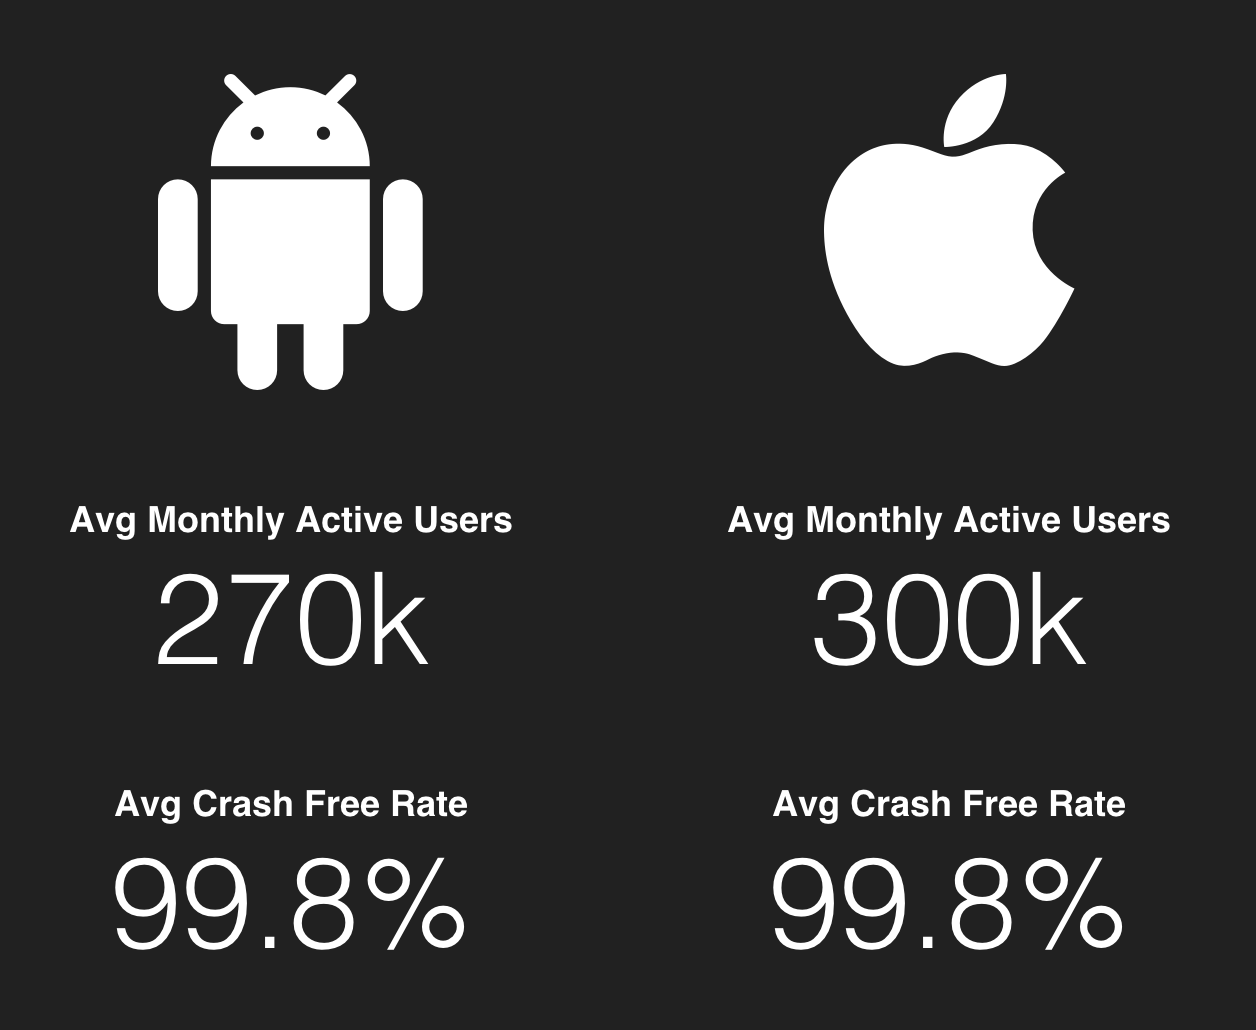 Avg Monthly Active Users
270k
Avg Crash Free Rate
99.8%
Avg Monthly Active Users
300k
Avg Crash Free Rate
99.8%